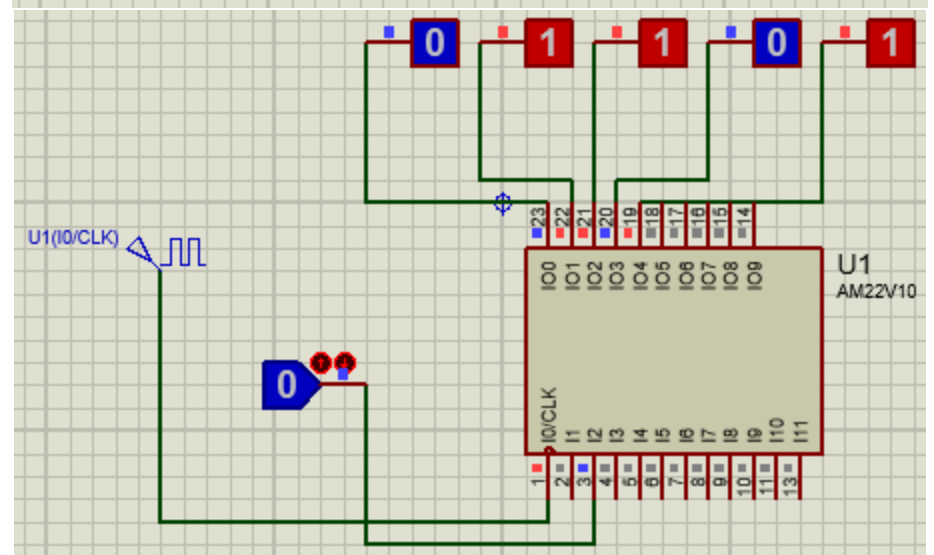 0 1 1 0 1
23 22 21 20 19 18 17 16 15 14
U1(I0/CLK)
IO0 IO1 IO2 IO3 IO4 IO5 IO6 IO7 IO8 IO9
U1
AM22V10
0
I0/CLK I1 I2 I3 I4 I5 I6 I7 I8 I9 I10 I11
1 2 3 4 5 6 7 8 9 10 11 13